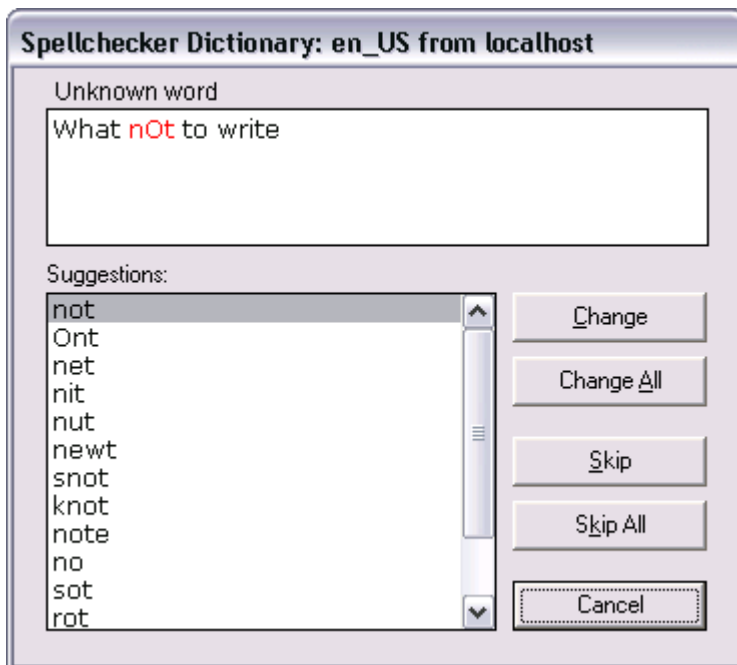 Spellchecker Dictionary: en_US from localhost
Unknown word
What nOt to write
Suggestions:
not
Ont
net
nit
nut
newt
snot
knot
note
no
sot
rot
Change
Change All
Skip
Skip All
Cancel